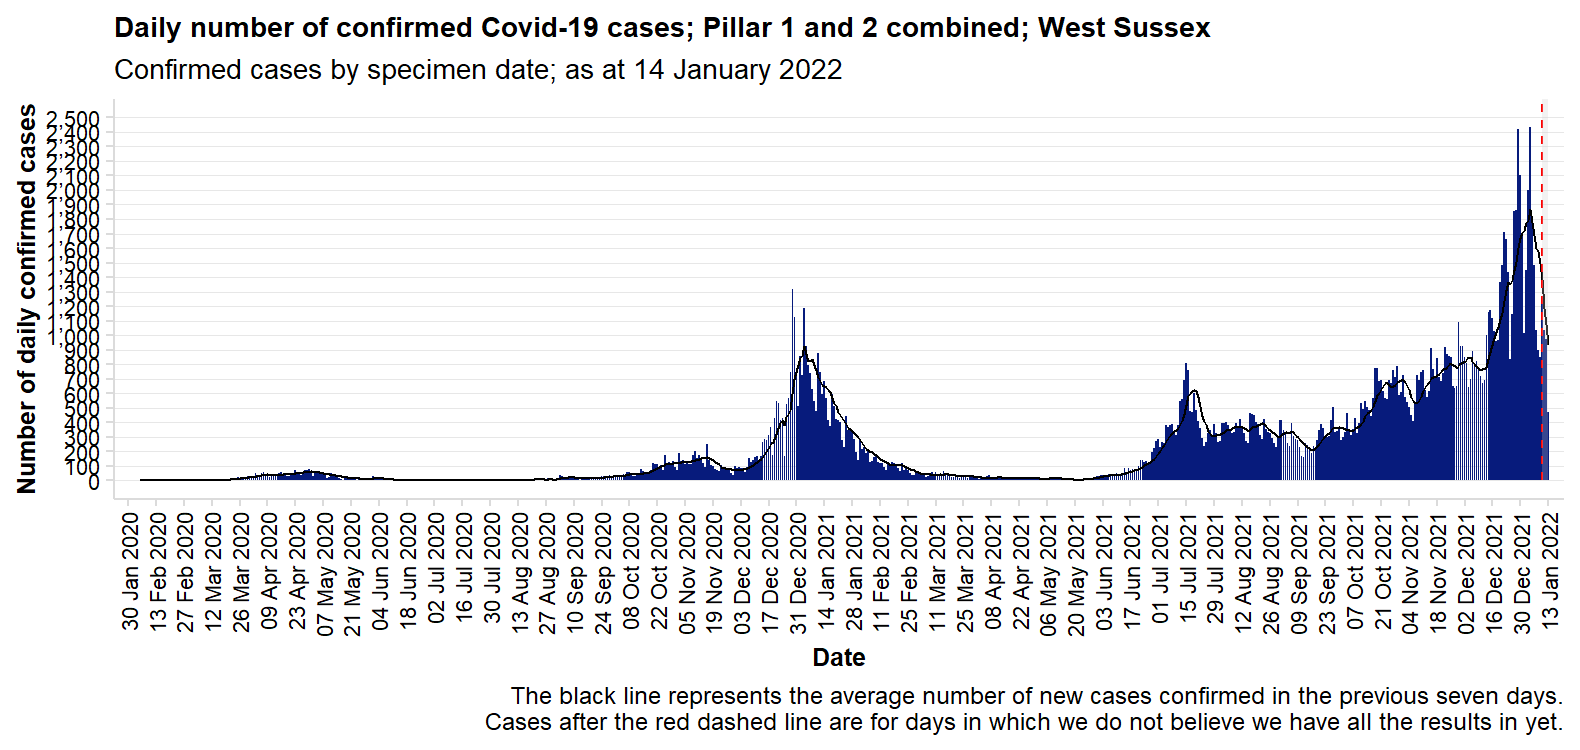 Daily number of confirmed Covid-19 cases; Pillar 1 and 2 combined; West Sussex
Confirmed cases by specimen date; as at 14 January 2022
Number of daily confirmed cases
2,500
2,400
2,300
2,200
2,100
2,000
1,900
1,800
1,700
1,600
1,500
1,400
1,300
1,200
1,100
1,000
900
800
700
600
500
400
300
200
100
0
30 Jan 2020
13 Feb 2020
27 Feb 2020
12 Mar 2020
26 Mar 2020
09 Apr 2020
23 Apr 2020
07 May 2020
21 May 2020
04 Jun 2020
18 Jun 2020
02 Jul 2020
16 Jul 2020
30 Jul 2020
13 Aug 2020
27 Aug 2020
10 Sep 2020
24 Sep 2020
08 Oct 2020
22 Oct 2020
05 Nov 2020
19 Nov 2020
03 Dec 2020
17 Dec 2020
31 Dec 2020
14 Jan 2021
28 Jan 2021
11 Feb 2021
25 Feb 2021
11 Mar 2021
25 Mar 2021
08 Apr 2021
22 Apr 2021
06 May 2021
20 May 2021
03 Jun 2021
17 Jun 2021
01 Jul 2021
15 Jul 2021
29 Jul 2021
12 Aug 2021
26 Aug 2021
09 Sep 2021
23 Sep 2021
07 Oct 2021
21 Oct 2021
04 Nov 2021
18 Nov 2021
02 Dec 2021
16 Dec 2021
30 Dec 2021
13 Jan 2022
Date
The black line represents the average number of new cases confirmed in the previous seven days.
Cases after the red dashed line are for days in which we do not believe we have all the results in yet.